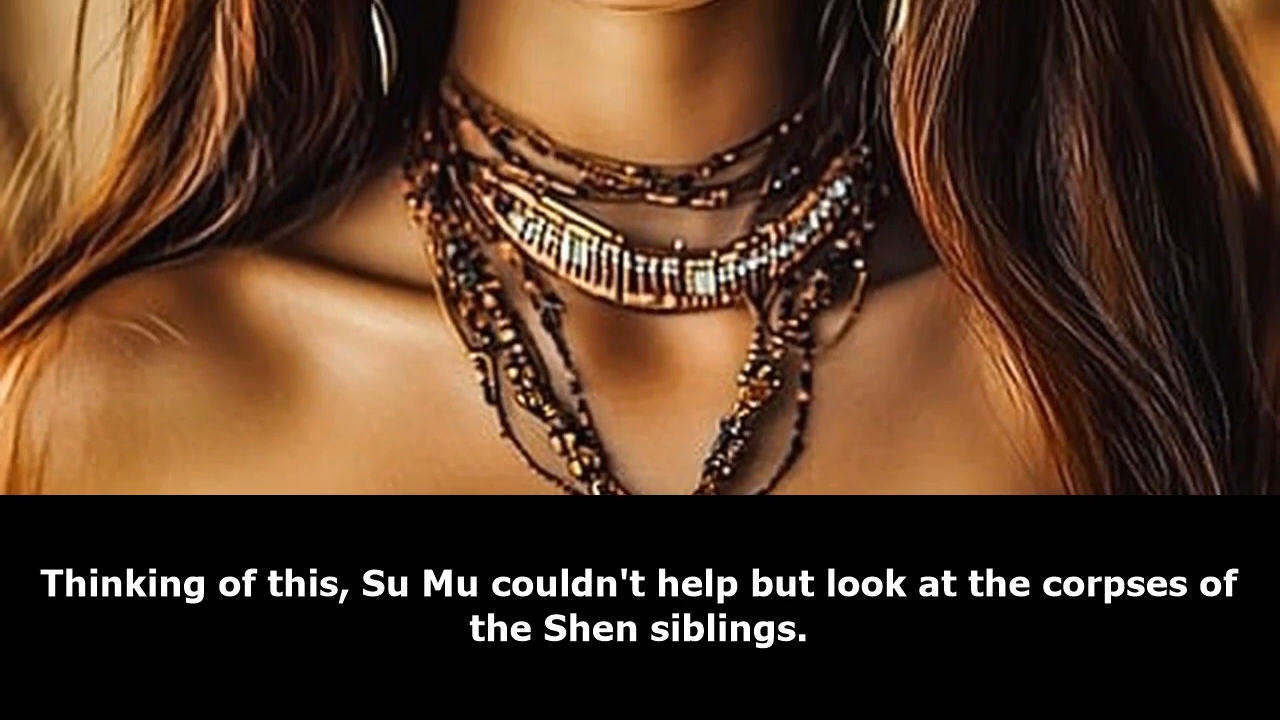 Thinking of this, Su Mu couldn't help but look at the corpses of
the Shen siblings.